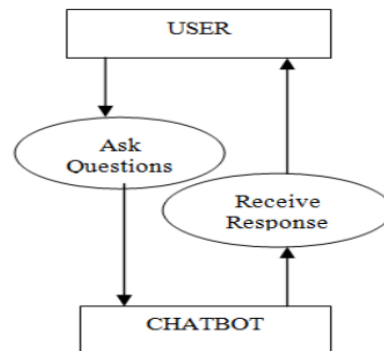 USER
Ask
Questions
Receive
Response
CHATBOT